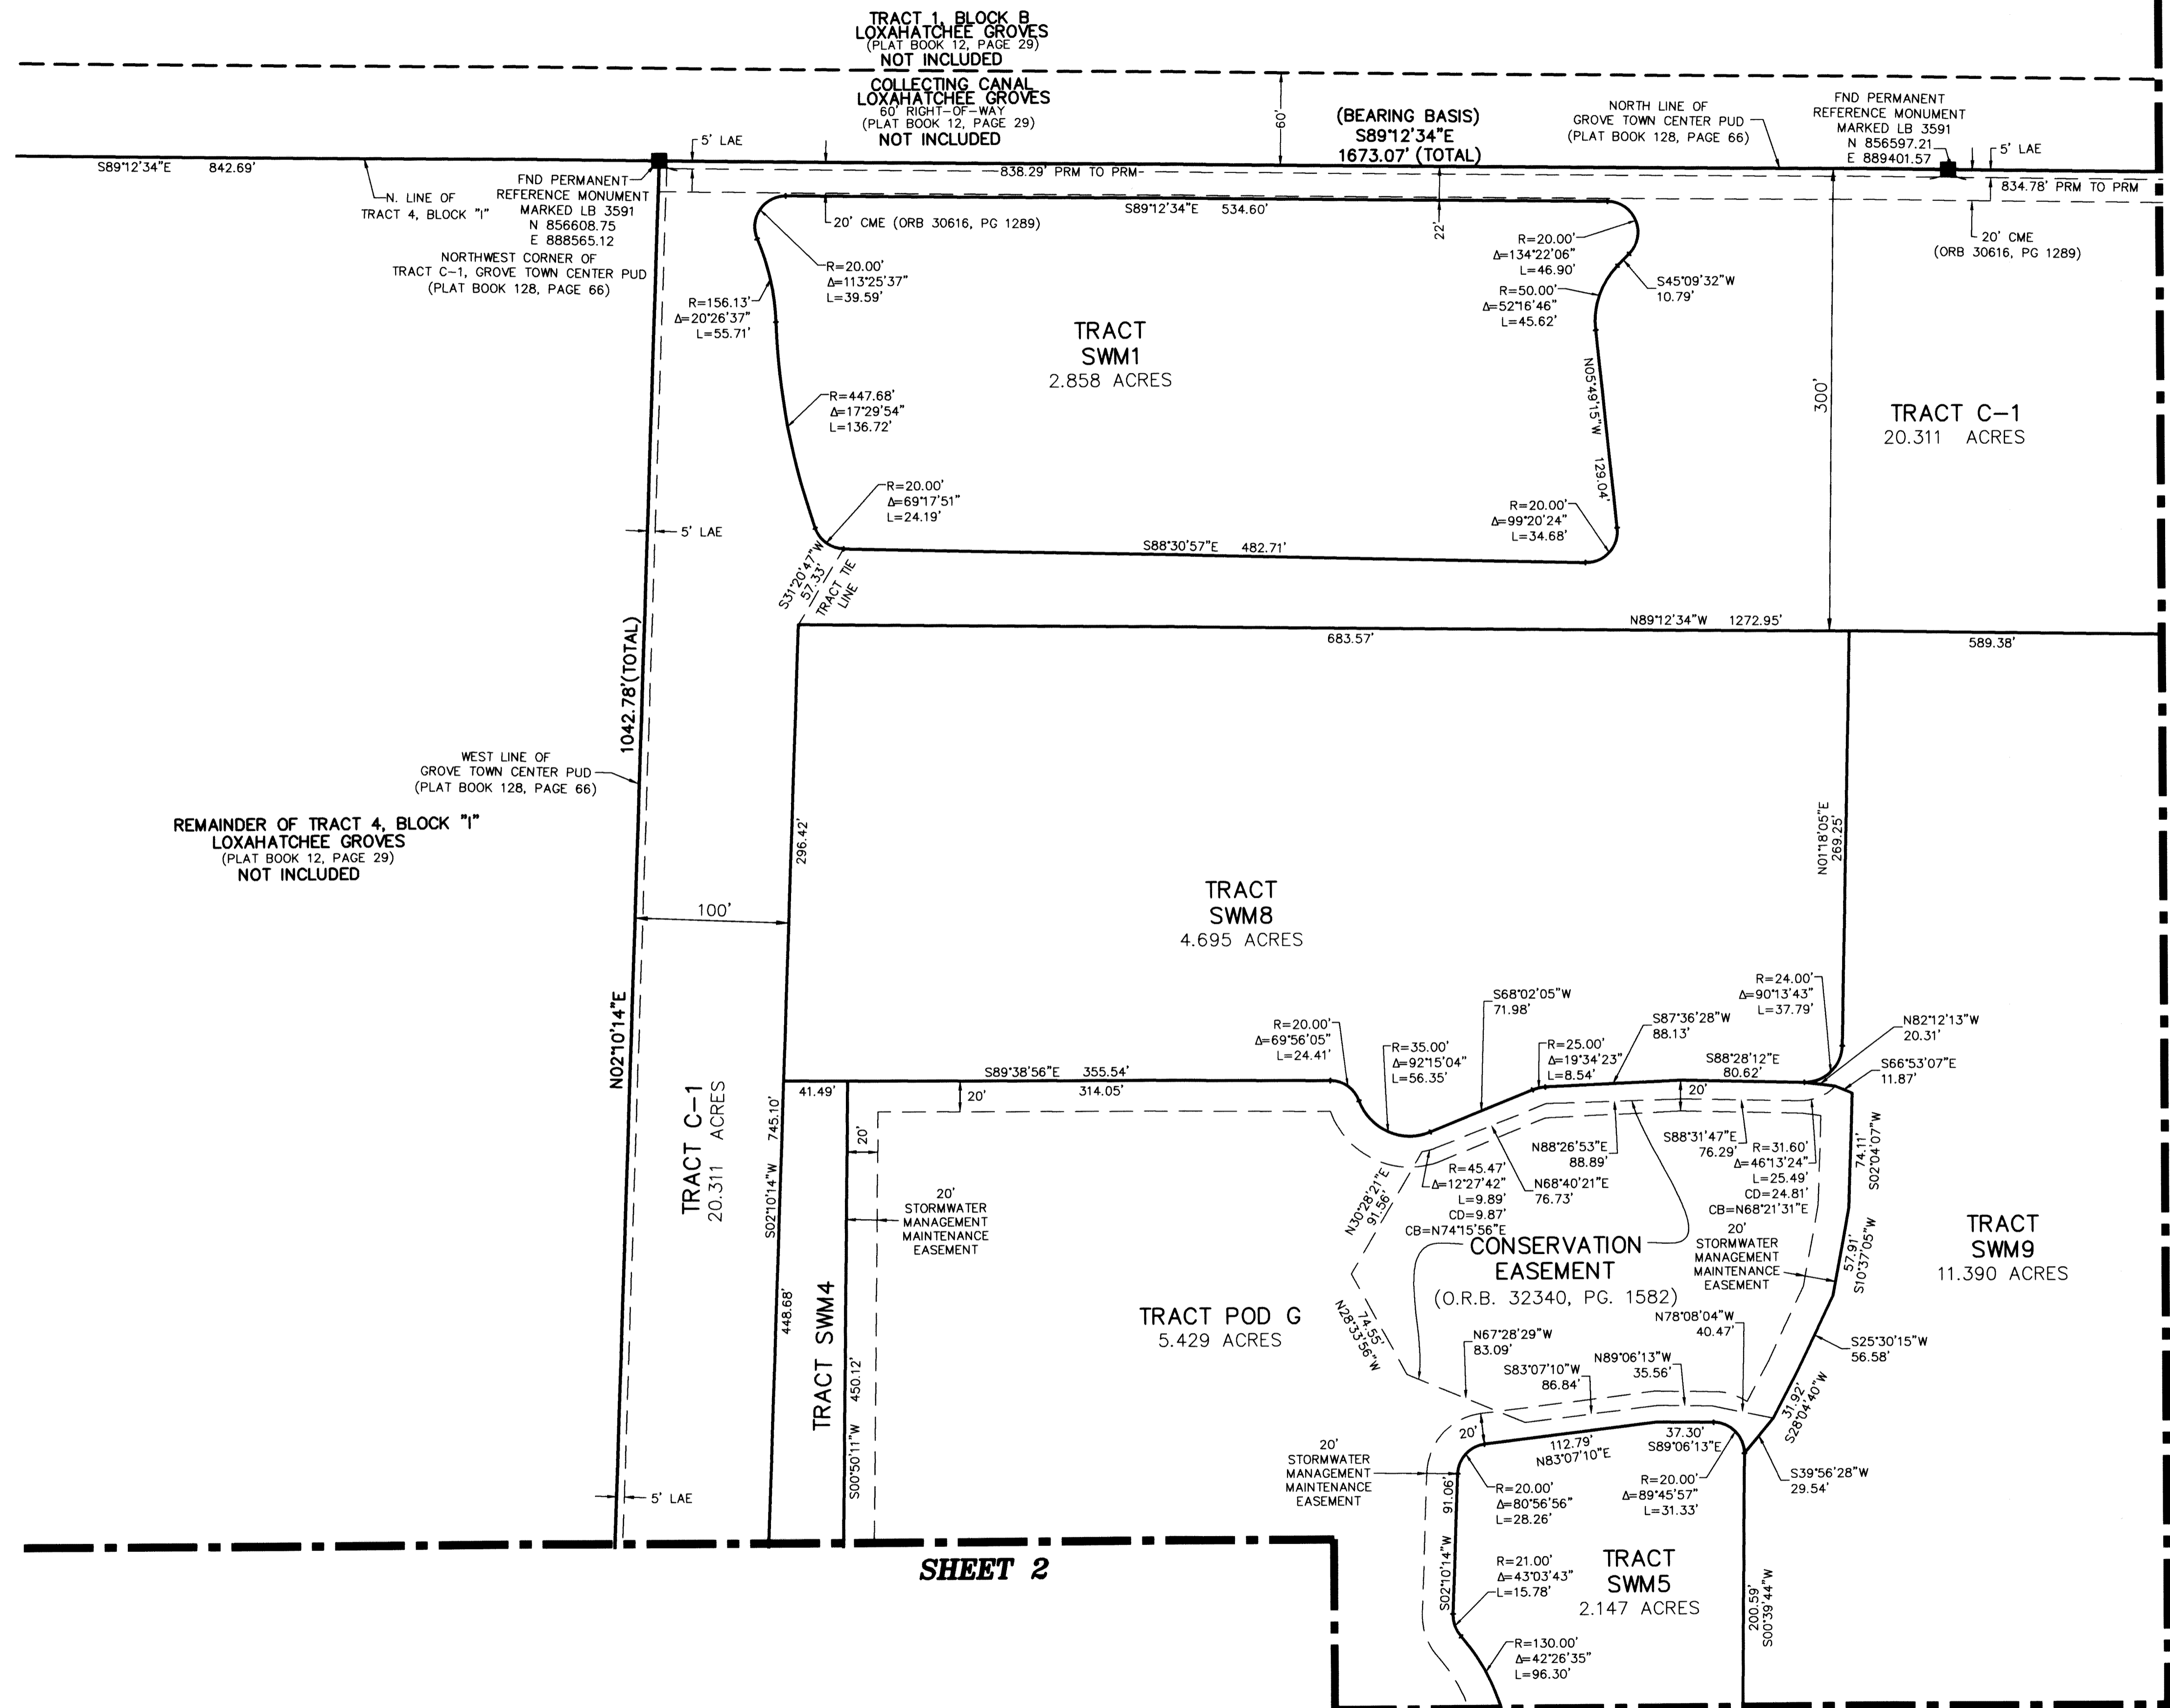 TRACT 1, BLOCK B
LOXAHATCHEE GROVES
(PLAT BOOK 12, PAGE 29)
NOT INCLUDED
COLLECTING CANAL
LOXAHATCHEE GROVES
60' RIGHT-OF-WAY
(PLAT BOOK 12, PAGE 29)
NOT INCLUDED
60'
(BEARING BASIS)
S89°12'34"E
1673.07' (TOTAL)
NORTH LINE OF
GROVE TOWN CENTER PUD
(PLAT BOOK 128, PAGE 66)
FND PERMANENT
REFERENCE MONUMENT
MARKED LB 3591
N 856597.21
E 889401.57
5' LAE
834.78' PRM TO PRM
20' CME
(ORB 30616, PG 1289)
S89°12'34"E 842.69'
N. LINE OF
TRACT 4, BLOCK "I"
5' LAE
838.29' PRM TO PRM
FND PERMANENT
REFERENCE MONUMENT
MARKED LB 3591
N 856608.75
E 888565.12
NORTHWEST CORNER OF
TRACT C-1, GROVE TOWN CENTER PUD
(PLAT BOOK 128, PAGE 66)
S89°12'34"E 534.60'
20' CME (ORB 30616, PG 1289)
22'
R=20.00'
Δ=113°25'37"
L=39.59'
R=156.13'
Δ=20°26'37"
L=55.71'
R=20.00'
Δ=134°22'06"
L=46.90'
S45°09'32"W
10.79'
R=50.00'
Δ=52°16'46"
L=45.62'
TRACT
SWM1
2.858 ACRES
N05°49'15"W 129.04'
300'
TRACT C-1
20.311 ACRES
R=447.68'
Δ=17°29'54"
L=136.72'
R=20.00'
Δ=69°17'51"
L=24.19'
R=20.00'
Δ=99°20'24"
L=34.68'
5' LAE
S88°30'57"E 482.71'
S31°20'47"W
57.33'
TRACT TIE
LINE
N89°12'34"W 1272.95'
683.57'
589.38'
1042.78'(TOTAL)
N02°10'14"E
WEST LINE OF
GROVE TOWN CENTER PUD
(PLAT BOOK 128, PAGE 66)
REMAINDER OF TRACT 4, BLOCK "I"
LOXAHATCHEE GROVES
(PLAT BOOK 12, PAGE 29)
NOT INCLUDED
296.42'
N01°18'05"E
269.25'
100'
TRACT
SWM8
4.695 ACRES
R=24.00'
Δ=90°13'43"
L=37.79'
S68°02'05"W
71.98'
S87°36'28"W
88.13'
N82°12'13"W
20.31'
R=20.00'
Δ=69°56'05"
L=24.41'
R=35.00'
Δ=92°15'04"
L=56.35'
R=25.00'
Δ=19°34'23"
L=8.54'
S88°28'12"E
80.62'
S66°53'07"E
11.87'
S89°38'56"E 355.54'
41.49'
314.05'
20'
20'
20'
TRACT C-1
20.311 ACRES
S02°10'14"W 745.10'
448.68'
TRACT SWM4
S00°50'11"W 450.12'
20'
STORMWATER
MANAGEMENT
MAINTENANCE
EASEMENT
N30°28'21"E
91.56'
R=45.47'
Δ=12°27'42"
L=9.89'
CD=9.87'
CB=N74°15'56"E
N68°40'21"E
76.73'
N88°26'53"E
88.89'
S88°31'47"E
76.29'
R=31.60'
Δ=46°13'24"
L=25.49'
CD=24.81'
CB=N68°21'31"E
74.11'
S02°04'07"W
CONSERVATION
EASEMENT
(O.R.B. 32340, PG. 1582)
20'
STORMWATER
MANAGEMENT
MAINTENANCE
EASEMENT
57.91'
S10°37'05"W
TRACT
SWM9
11.390 ACRES
TRACT POD G
5.429 ACRES
74.55'
N28°33'56"W
N67°28'29"W
83.09'
S83°07'10"W
86.84'
N89°06'13"W
35.56'
N78°08'04"W
40.47'
S25°30'15"W
56.58'
31.92'
S28°04'40"W
20'
112.79'
N83°07'10"E
37.30'
S89°06'13"E
S39°56'28"W
29.54'
20'
STORMWATER
MANAGEMENT
MAINTENANCE
EASEMENT
R=20.00'
Δ=80°56'56"
L=28.26'
R=20.00'
Δ=89°45'57"
L=31.33'
5' LAE
S02°10'14"W 91.06'
SHEET 2
R=21.00'
Δ=43°03'43"
L=15.78'
TRACT
SWM5
2.147 ACRES
200.59'
S00°39'44"W
R=130.00'
Δ=42°26'35"
L=96.30'